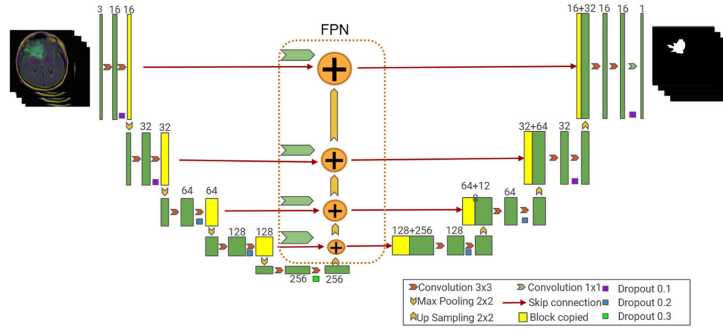 3 16 16
FPN
16+32 16 16 1
32 32
32+64 32
64 64
64+12
8
64
128 128
128+256 128
256 256
Convolution 3x3 Convolution 1x1 Dropout 0.1
Max Pooling 2x2 Skip connection Dropout 0.2
Up Sampling 2x2 Block copied Dropout 0.3